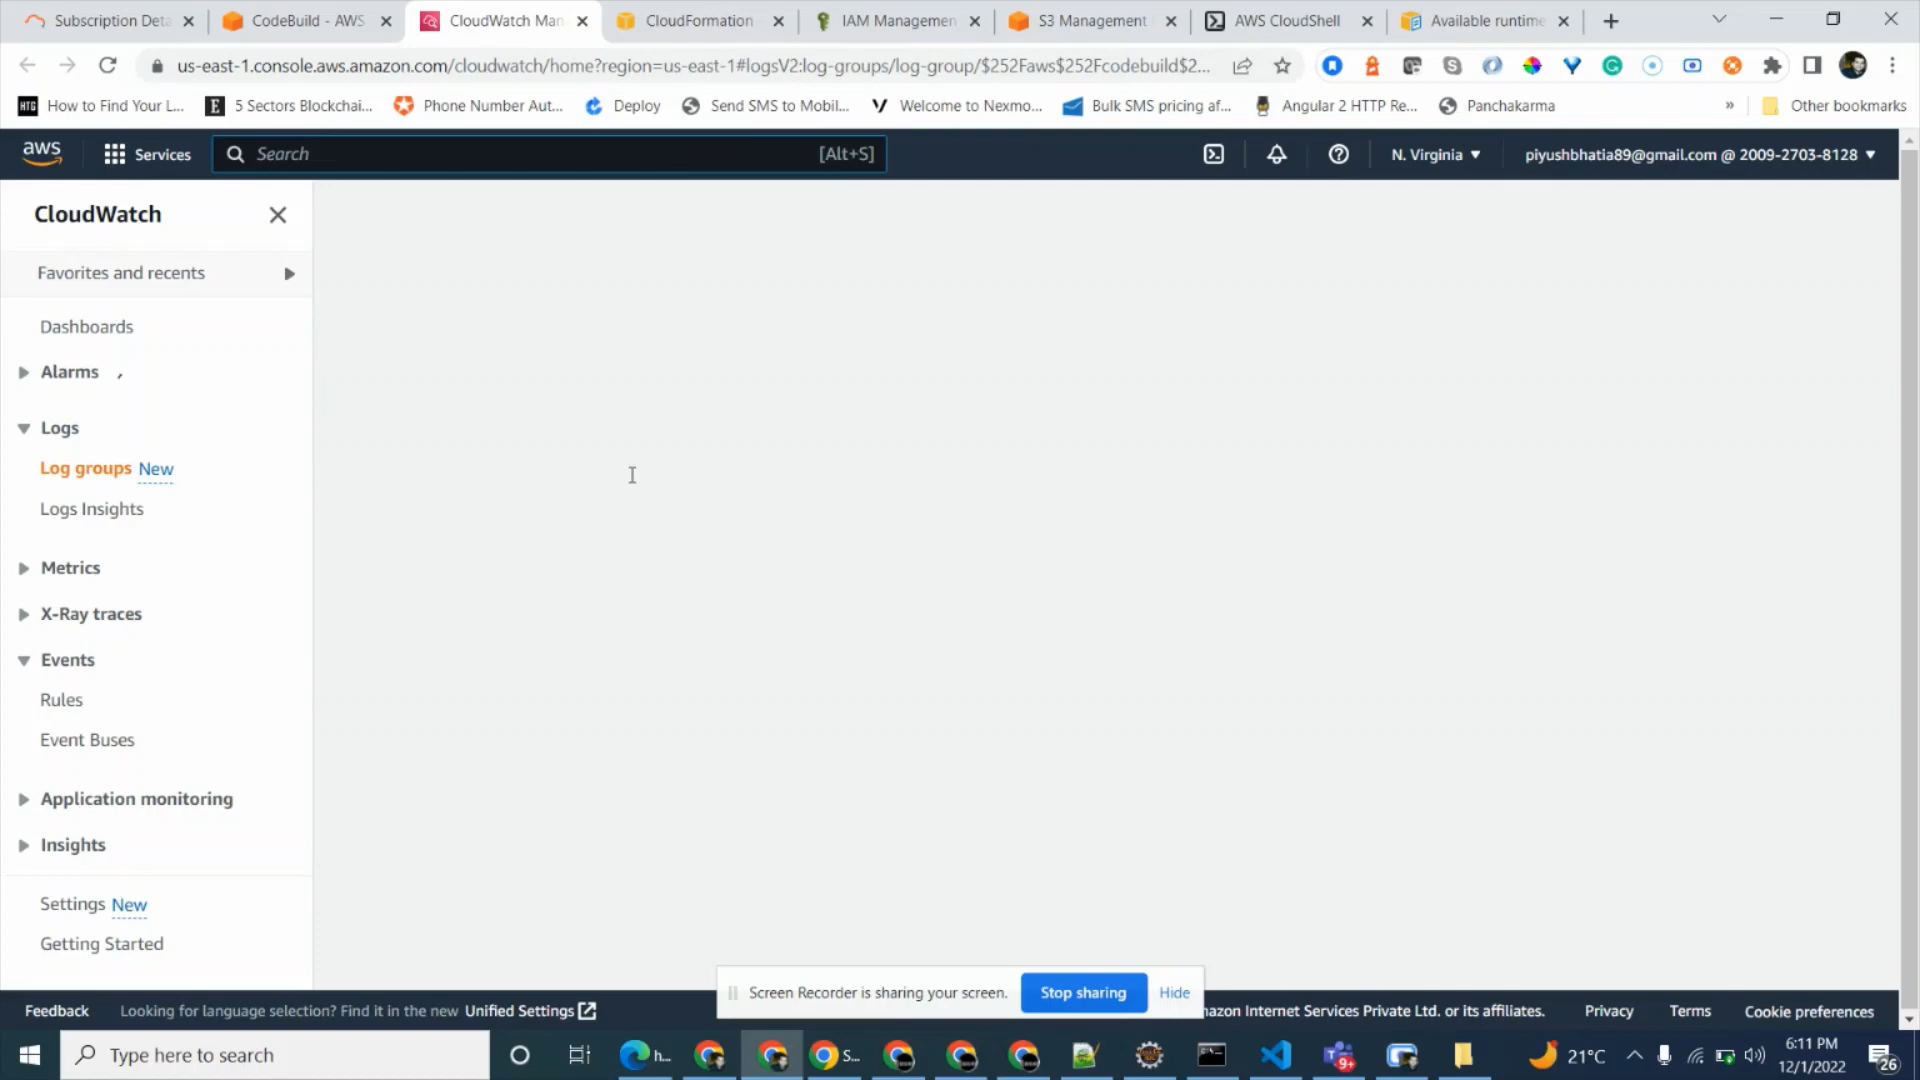 Subscription Deta
CodeBuild - AWS
CloudWatch Man
CloudFormation
IAM Managemen
S3 Management
AWS CloudShell
Available runtime
us-east-1.console.aws.amazon.com/cloudwatch/home?region=us-east-1#logsV2:log-groups/log-group/$252Faws$252Fcodebuild$2...
HTG How to Find Your L...
E 5 Sectors Blockchai...
Phone Number Aut...
Deploy
Send SMS to Mobil...
Welcome to Nexmo...
Bulk SMS pricing af...
Angular 2 HTTP Re...
Panchakarma
»
Other bookmarks
aws
Services
Search
[Alt+S]
N. Virginia
piyushbhatia89@gmail.com @ 2009-2703-8128
CloudWatch
Favorites and recents
Dashboards
Alarms
Logs
Log groups New
Logs Insights
Metrics
X-Ray traces
Events
Rules
Event Buses
Application monitoring
Insights
Settings New
Getting Started
Screen Recorder is sharing your screen.
Stop sharing
Hide
Feedback
Looking for language selection? Find it in the new Unified Settings
azon Internet Services Private Ltd. or its affiliates.
Privacy
Terms
Cookie preferences
Type here to search
h...
S...
9+
21°C
6:11 PM
12/1/2022
26